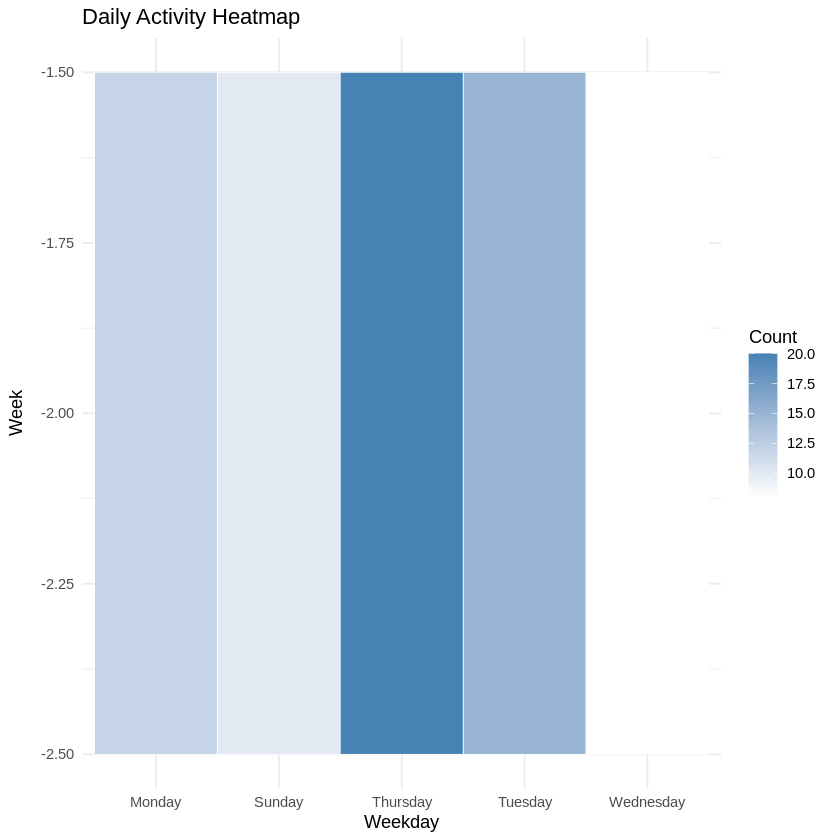 Daily Activity Heatmap
-1.50
-1.75
-2.00
-2.25
-2.50
Week
Monday Sunday Thursday Tuesday Wednesday
Weekday
Count
20.0
17.5
15.0
12.5
10.0